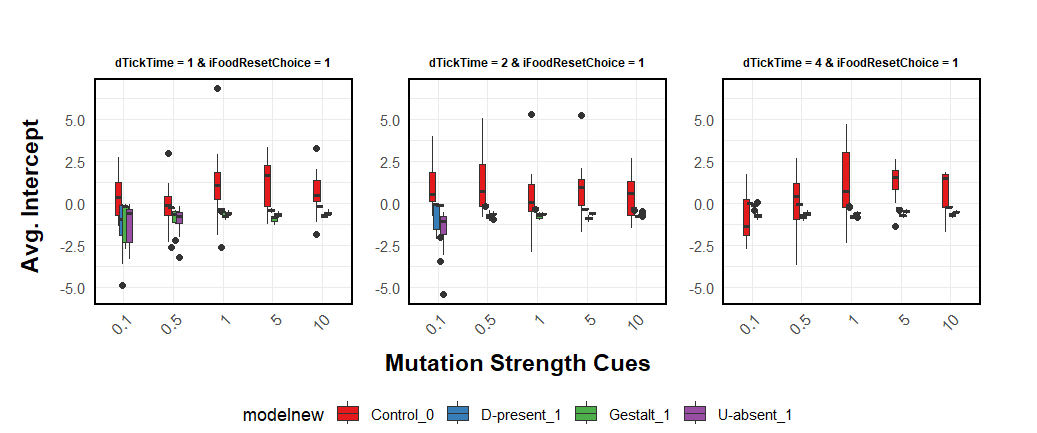 dTickTime = 1 & iFoodResetChoice = 1
dTickTime = 2 & iFoodResetChoice = 1
dTickTime = 4 & iFoodResetChoice = 1
Avg. Intercept
5.0
2.5
0.0
-2.5
-5.0
5.0
2.5
0.0
-2.5
-5.0
5.0
2.5
0.0
-2.5
-5.0
0.1 0.5 1 5 10
0.1 0.5 1 5 10
0.1 0.5 1 5 10
Mutation Strength Cues
modelnew Control_0 D-present_1 Gestalt_1 U-absent_1